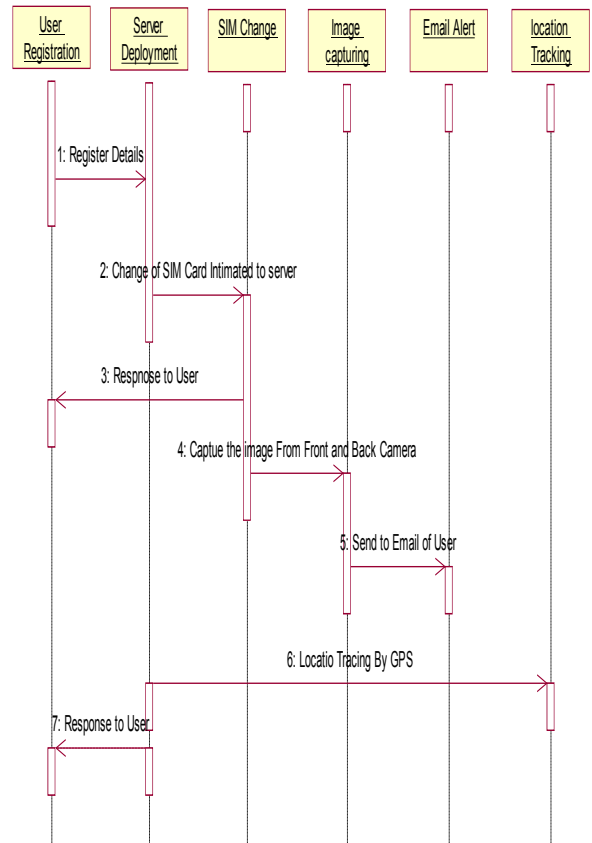 User
Registration
Server
Deployment
SIM Change
Image
capturing
Email Alert
location
Tracking
1: Register Details
2: Change of SIM Card Intimated to server
3: Respnose to User
4: Captue the image From Front and Back Camera
5: Send to Email of User
6: Locatio Tracing By GPS
7: Response to User